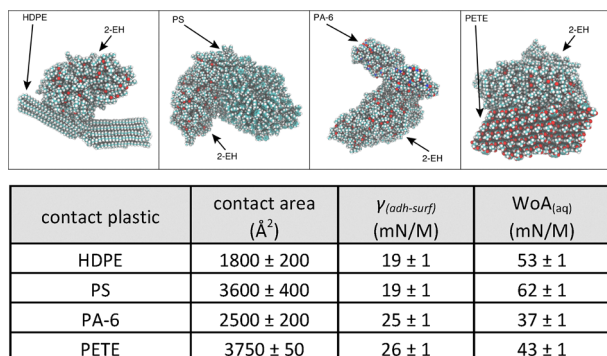 HDPE
2-EH
PS
2-EH
PA-6
2-EH
PETE
2-EH
contact plastic	contact area (Å²)	γ(adh-surf) (mN/M)	WoA(aq) (mN/M)
HDPE	1800 ± 200	19 ± 1	53 ± 1
PS	3600 ± 400	19 ± 1	62 ± 1
PA-6	2500 ± 200	25 ± 1	37 ± 1
PETE	3750 ± 50	26 ± 1	43 ± 1